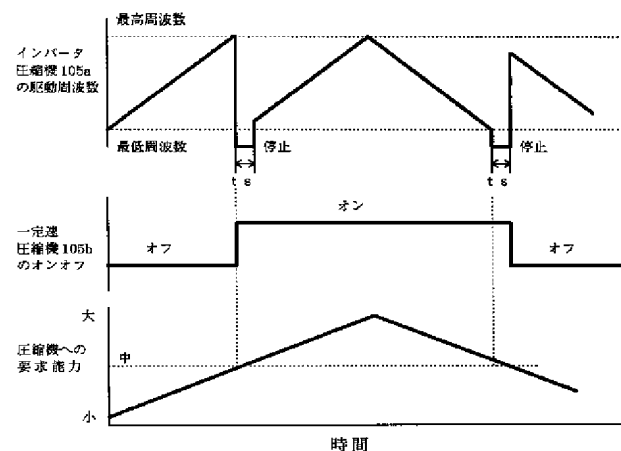 最高周波数
インバータ
圧縮機105a
の駆動周波数
最低周波数
停止
停止
ts
ts
一定速
圧縮機105b
のオンオフ
オフ
オン
オフ
大
圧縮機への
要求能力
中
小
時間